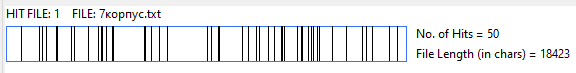 HIT FILE: 1    FILE: 7корпус.txt
No. of Hits = 50
File Length (in chars) = 18423